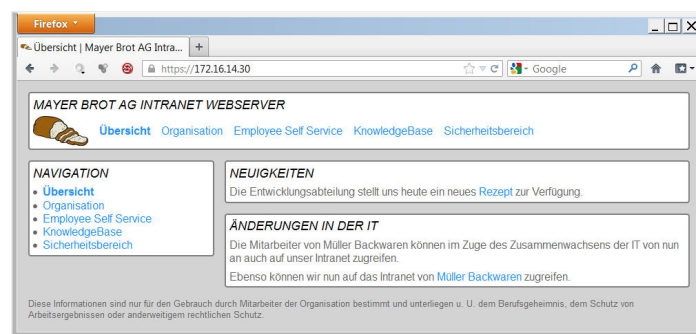 Firefox
Übersicht | Mayer Brot AG Intra...
https://172.16.14.30
Google
MAYER BROT AG INTRANET WEBSERVER
Übersicht Organisation Employee Self Service KnowledgeBase Sicherheitsbereich
NAVIGATION
Übersicht
Organisation
Employee Self Service
KnowledgeBase
Sicherheitsbereich
NEUIGKEITEN
Die Entwicklungsabteilung stellt uns heute ein neues Rezept zur Verfügung.
ÄNDERUNGEN IN DER IT
Die Mitarbeiter von Müller Backwaren können im Zuge des Zusammenwachsens der IT von nun
an auch auf unser Intranet zugreifen.
Ebenso können wir nun auf das Intranet von Müller Backwaren zugreifen.
Diese Informationen sind nur für den Gebrauch durch Mitarbeiter der Organisation bestimmt und unterliegen u. U. dem Berufsgeheimnis, dem Schutz von
Arbeitsergebnissen oder anderweitigem rechtlichen Schutz.